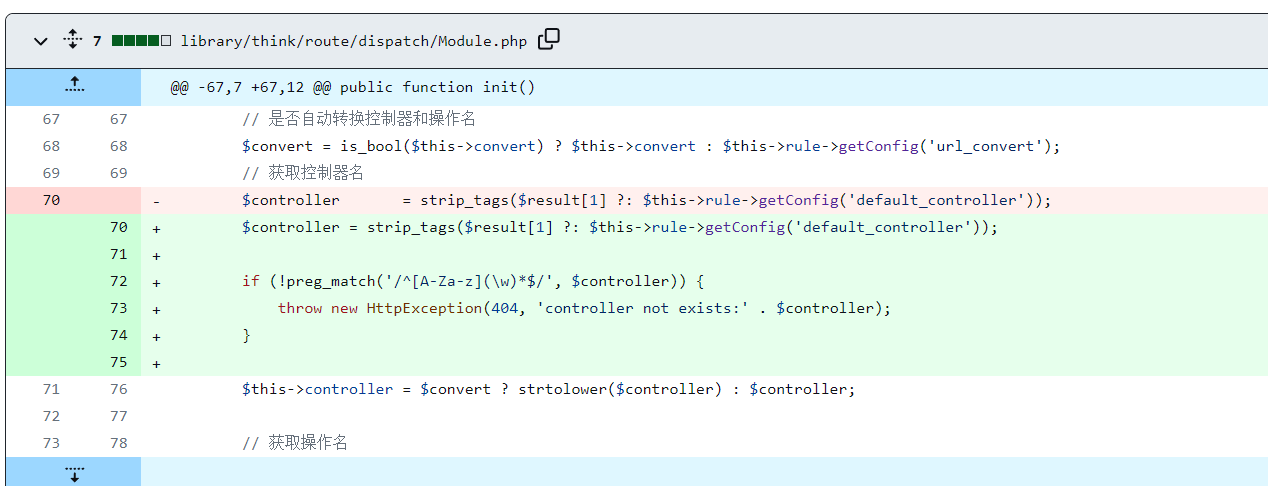 7 library/think/route/dispatch/Module.php
@@ -67,7 +67,12 @@ public function init()
67 67 // 是否自动转换控制器和操作名
68 68 $convert = is_bool($this->convert) ? $this->convert : $this->rule->getConfig('url_convert');
69 69 // 获取控制器名
70 - $controller       = strip_tags($result[1] ?: $this->rule->getConfig('default_controller'));
70 + $controller = strip_tags($result[1] ?: $this->rule->getConfig('default_controller'));
71 +
72 + if (!preg_match('/^[A-Za-z](\w)*$/', $controller)) {
73 + throw new HttpException(404, 'controller not exists:' . $controller);
74 + }
75 +
71 76 $this->controller = $convert ? strtolower($controller) : $controller;
72 77
73 78 // 获取操作名